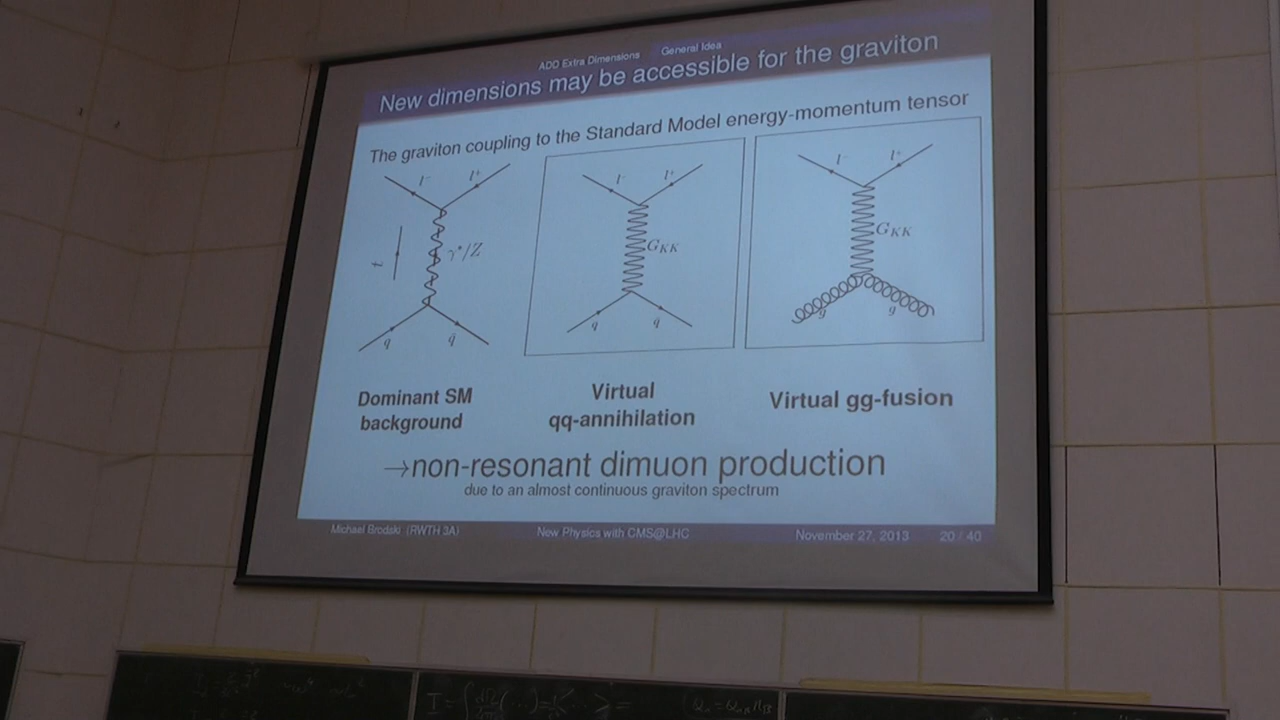 ADD Extra Dimensions General Idea
New dimensions may be accessible for the graviton
The graviton coupling to the Standard Model energy-momentum tensor
l⁻ l⁺
t
γ*/Z
q q̄
l⁻ l⁺
G_KK
q q̄
l⁻ l⁺
G_KK
g g
Dominant SM
background
Virtual
qq-annihilation
Virtual gg-fusion
→non-resonant dimuon production
due to an almost continuous graviton spectrum
Michael Brodski (RWTH 3A) New Physics with CMS@LHC November 27, 2013 20 / 40